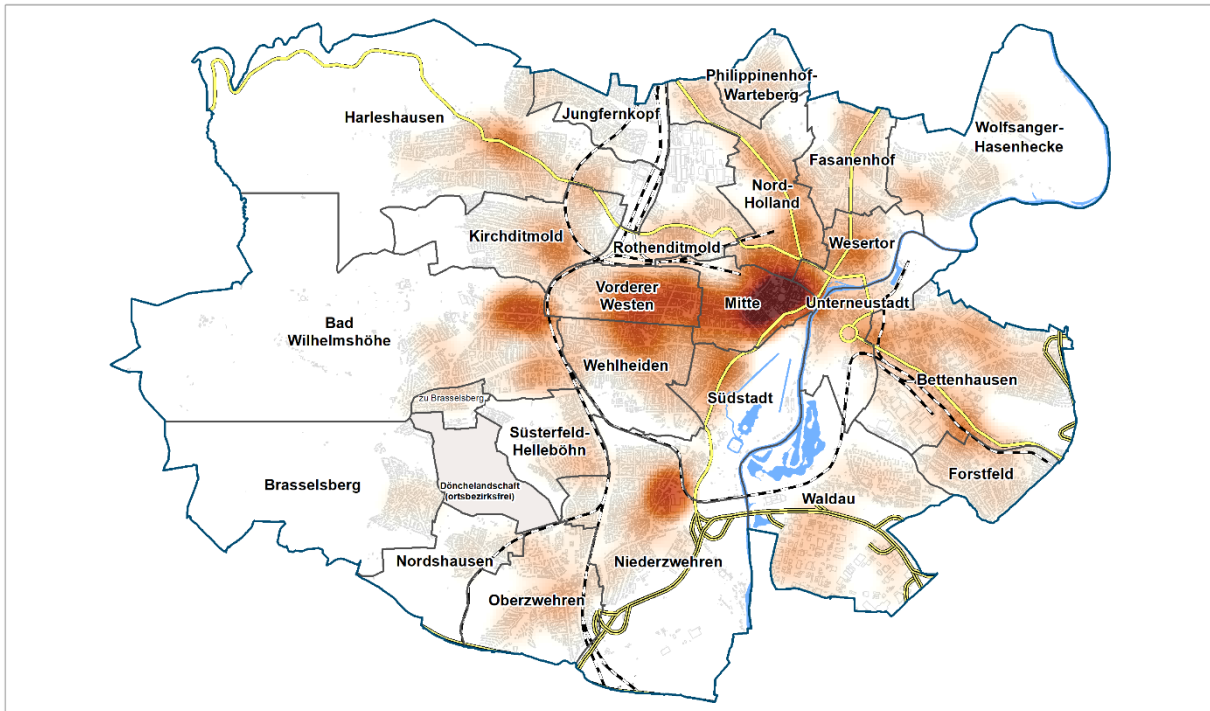 Philippinenhof-
Warteberg
Harleshausen
Jungfernkopf
Wolfsanger-
Hasenhecke
Fasanenhof
Nord-
Holland
Kirchditmold
Rothenditmold
Wesertor
Vorderer
Westen
Mitte
Unterneustadt
Bad
Wilhelmshöhe
Wehlheiden
Bettenhausen
zu Brasselsberg
Südstadt
Süsterfeld-
Helleböhn
Forstfeld
Brasselsberg
Dönchelandschaft
(ortsbezirksfrei)
Waldau
Nordshausen
Niederzwehren
Oberzwehren